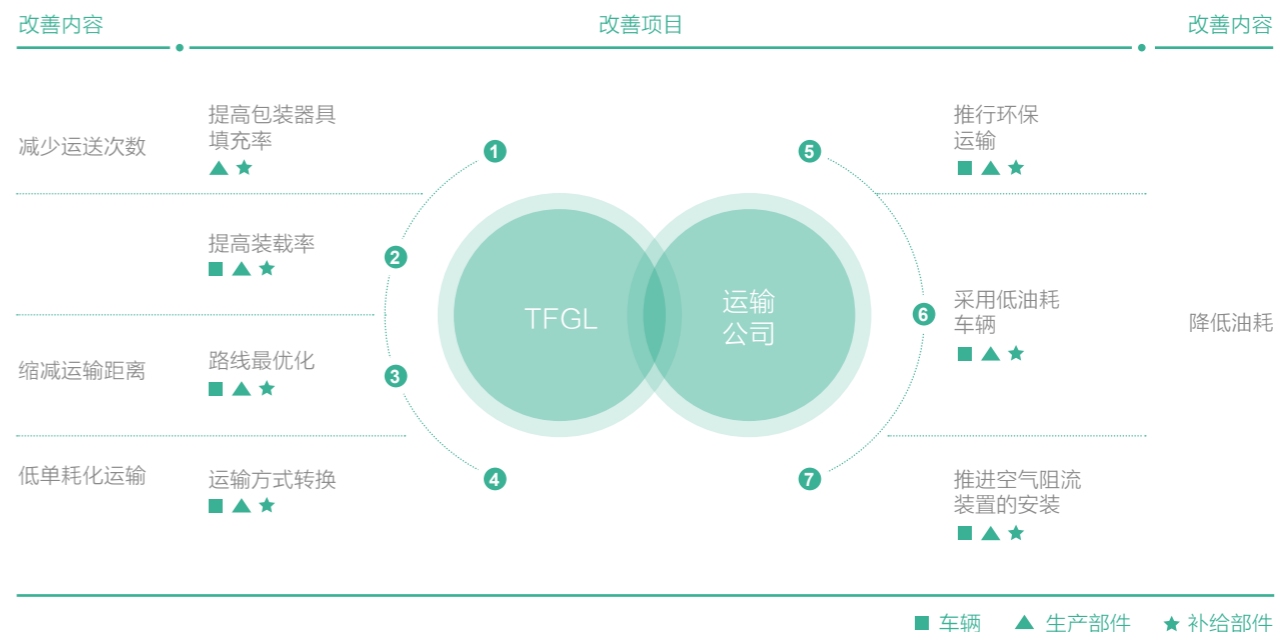 改善内容
改善项目
改善内容
减少运送次数
提高包装器具
填充率
1
提高装载率
2
缩减运输距离
路线最优化
3
低单耗化运输
运输方式转换
4
TFGL
运输
公司
5
推行环保
运输
6
采用低油耗
车辆
7
推进空气阻流
装置的安装
降低油耗
车辆
生产部件
补给部件